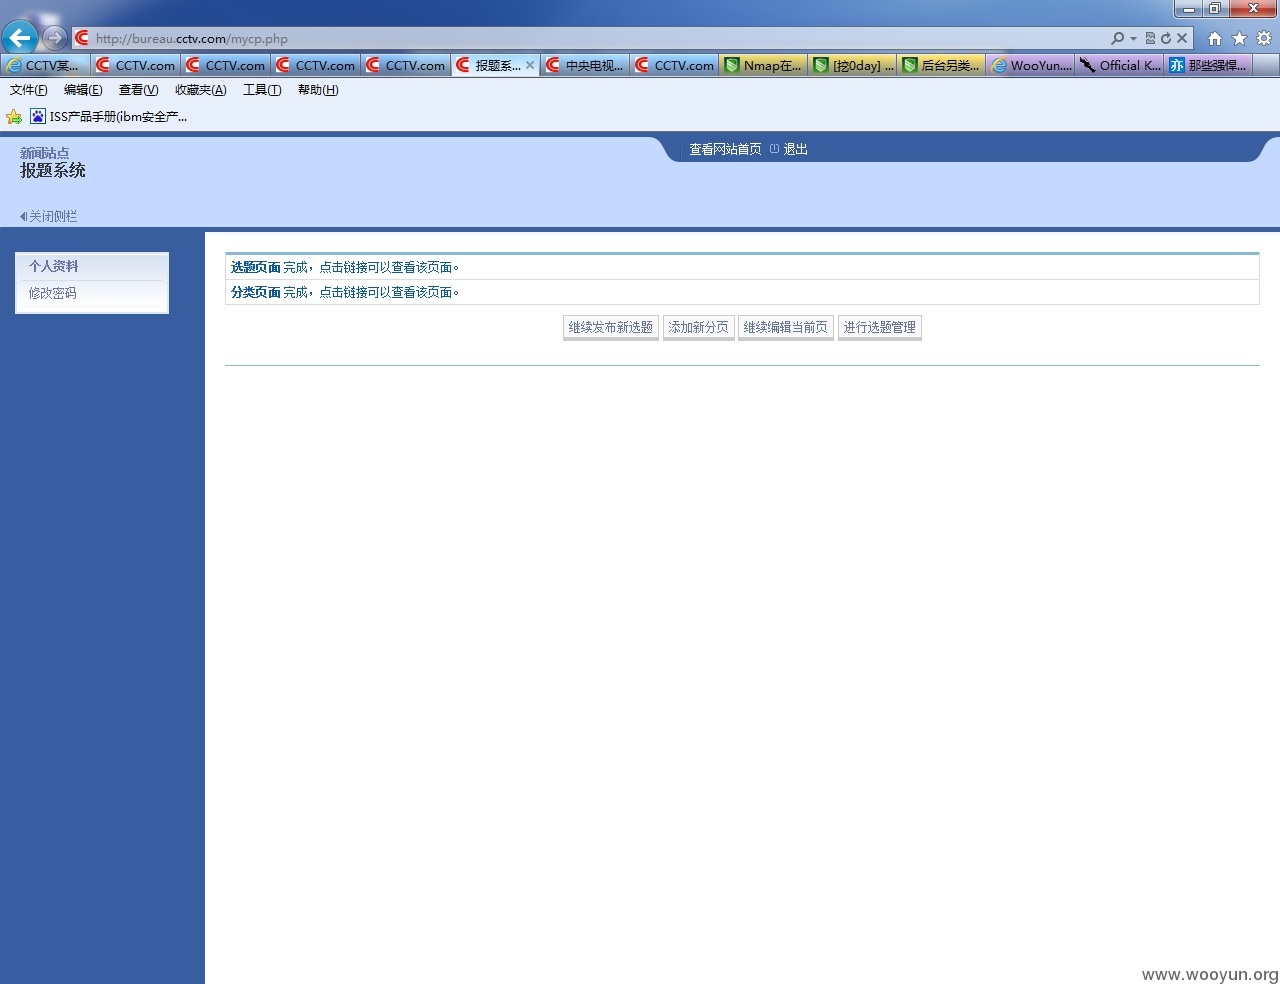 http://bureau.cctv.com/mycp.php
CCTV某... CCTV.com CCTV.com CCTV.com CCTV.com 报题系... 中央电视... CCTV.com Nmap在... [挖0day] ... 后台另类... WooYun.... Official K... 那些强悍...
文件(F) 编辑(E) 查看(V) 收藏夹(A) 工具(T) 帮助(H)
ISS产品手册(ibm安全产...
新闻站点
报题系统
查看网站首页 退出
关闭侧栏
个人资料
修改密码
选题页面 完成，点击链接可以查看该页面。
分类页面 完成，点击链接可以查看该页面。
继续发布新选题 添加新分页 继续编辑当前页 进行选题管理
www.wooyun.org